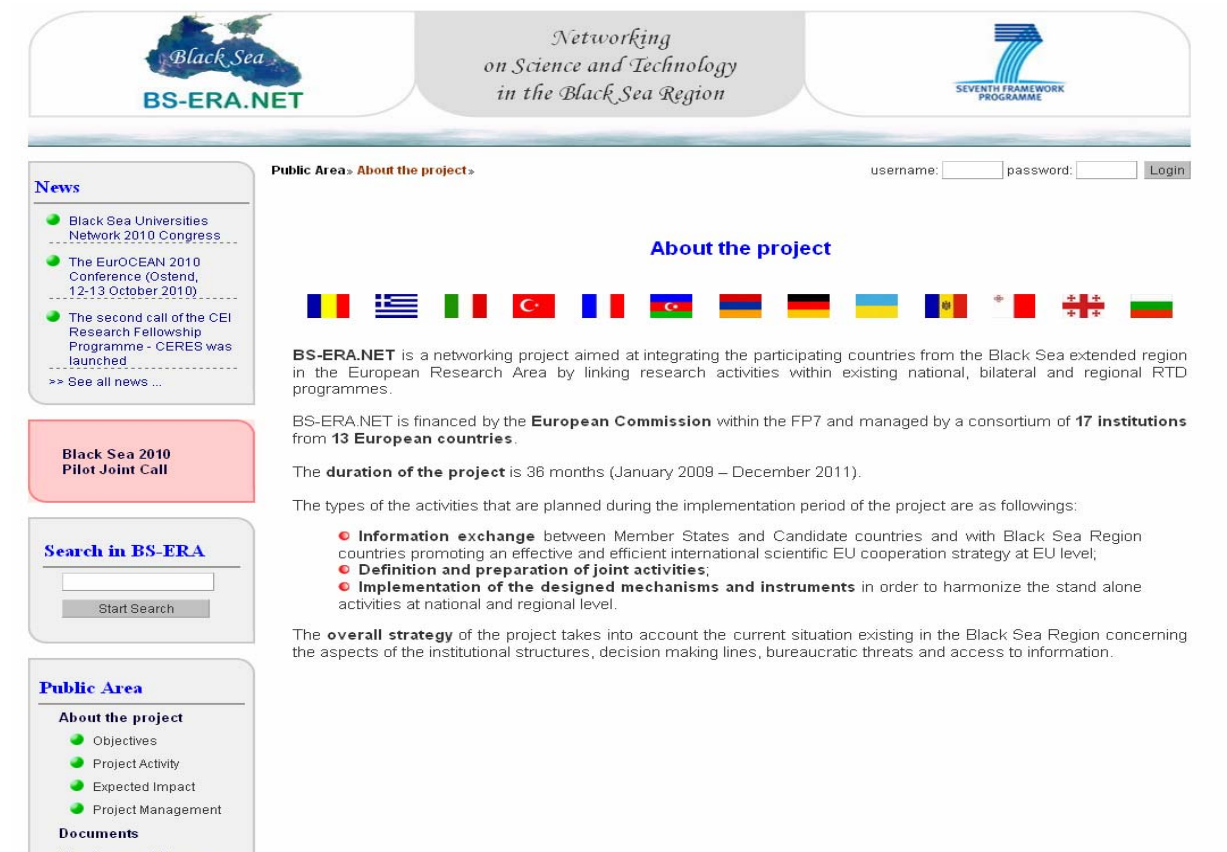 Black Sea
BS-ERA.NET
Networking
on Science and Technology
in the Black Sea Region
7
SEVENTH FRAMEWORK
PROGRAMME
News
Black Sea Universities
Network 2010 Congress
The EurOCEAN 2010
Conference (Ostend,
12-13 October 2010)
The second call of the CEI
Research Fellowship
Programme - CERES was
launched
>> See all news ...
Black Sea 2010
Pilot Joint Call
Search in BS-ERA
Start Search
Public Area
About the project
Objectives
Project Activity
Expected Impact
Project Management
Documents
Public Area» About the project»
username: password: Login
About the project
BS-ERA.NET is a networking project aimed at integrating the participating countries from the Black Sea extended region
in the European Research Area by linking research activities within existing national, bilateral and regional RTD
programmes.
BS-ERA.NET is financed by the European Commission within the FP7 and managed by a consortium of 17 institutions
from 13 European countries.
The duration of the project is 36 months (January 2009 – December 2011).
The types of the activities that are planned during the implementation period of the project are as followings:
Information exchange between Member States and Candidate countries and with Black Sea Region
countries promoting an effective and efficient international scientific EU cooperation strategy at EU level;
Definition and preparation of joint activities;
Implementation of the designed mechanisms and instruments in order to harmonize the stand alone
activities at national and regional level.
The overall strategy of the project takes into account the current situation existing in the Black Sea Region concerning
the aspects of the institutional structures, decision making lines, bureaucratic threats and access to information.